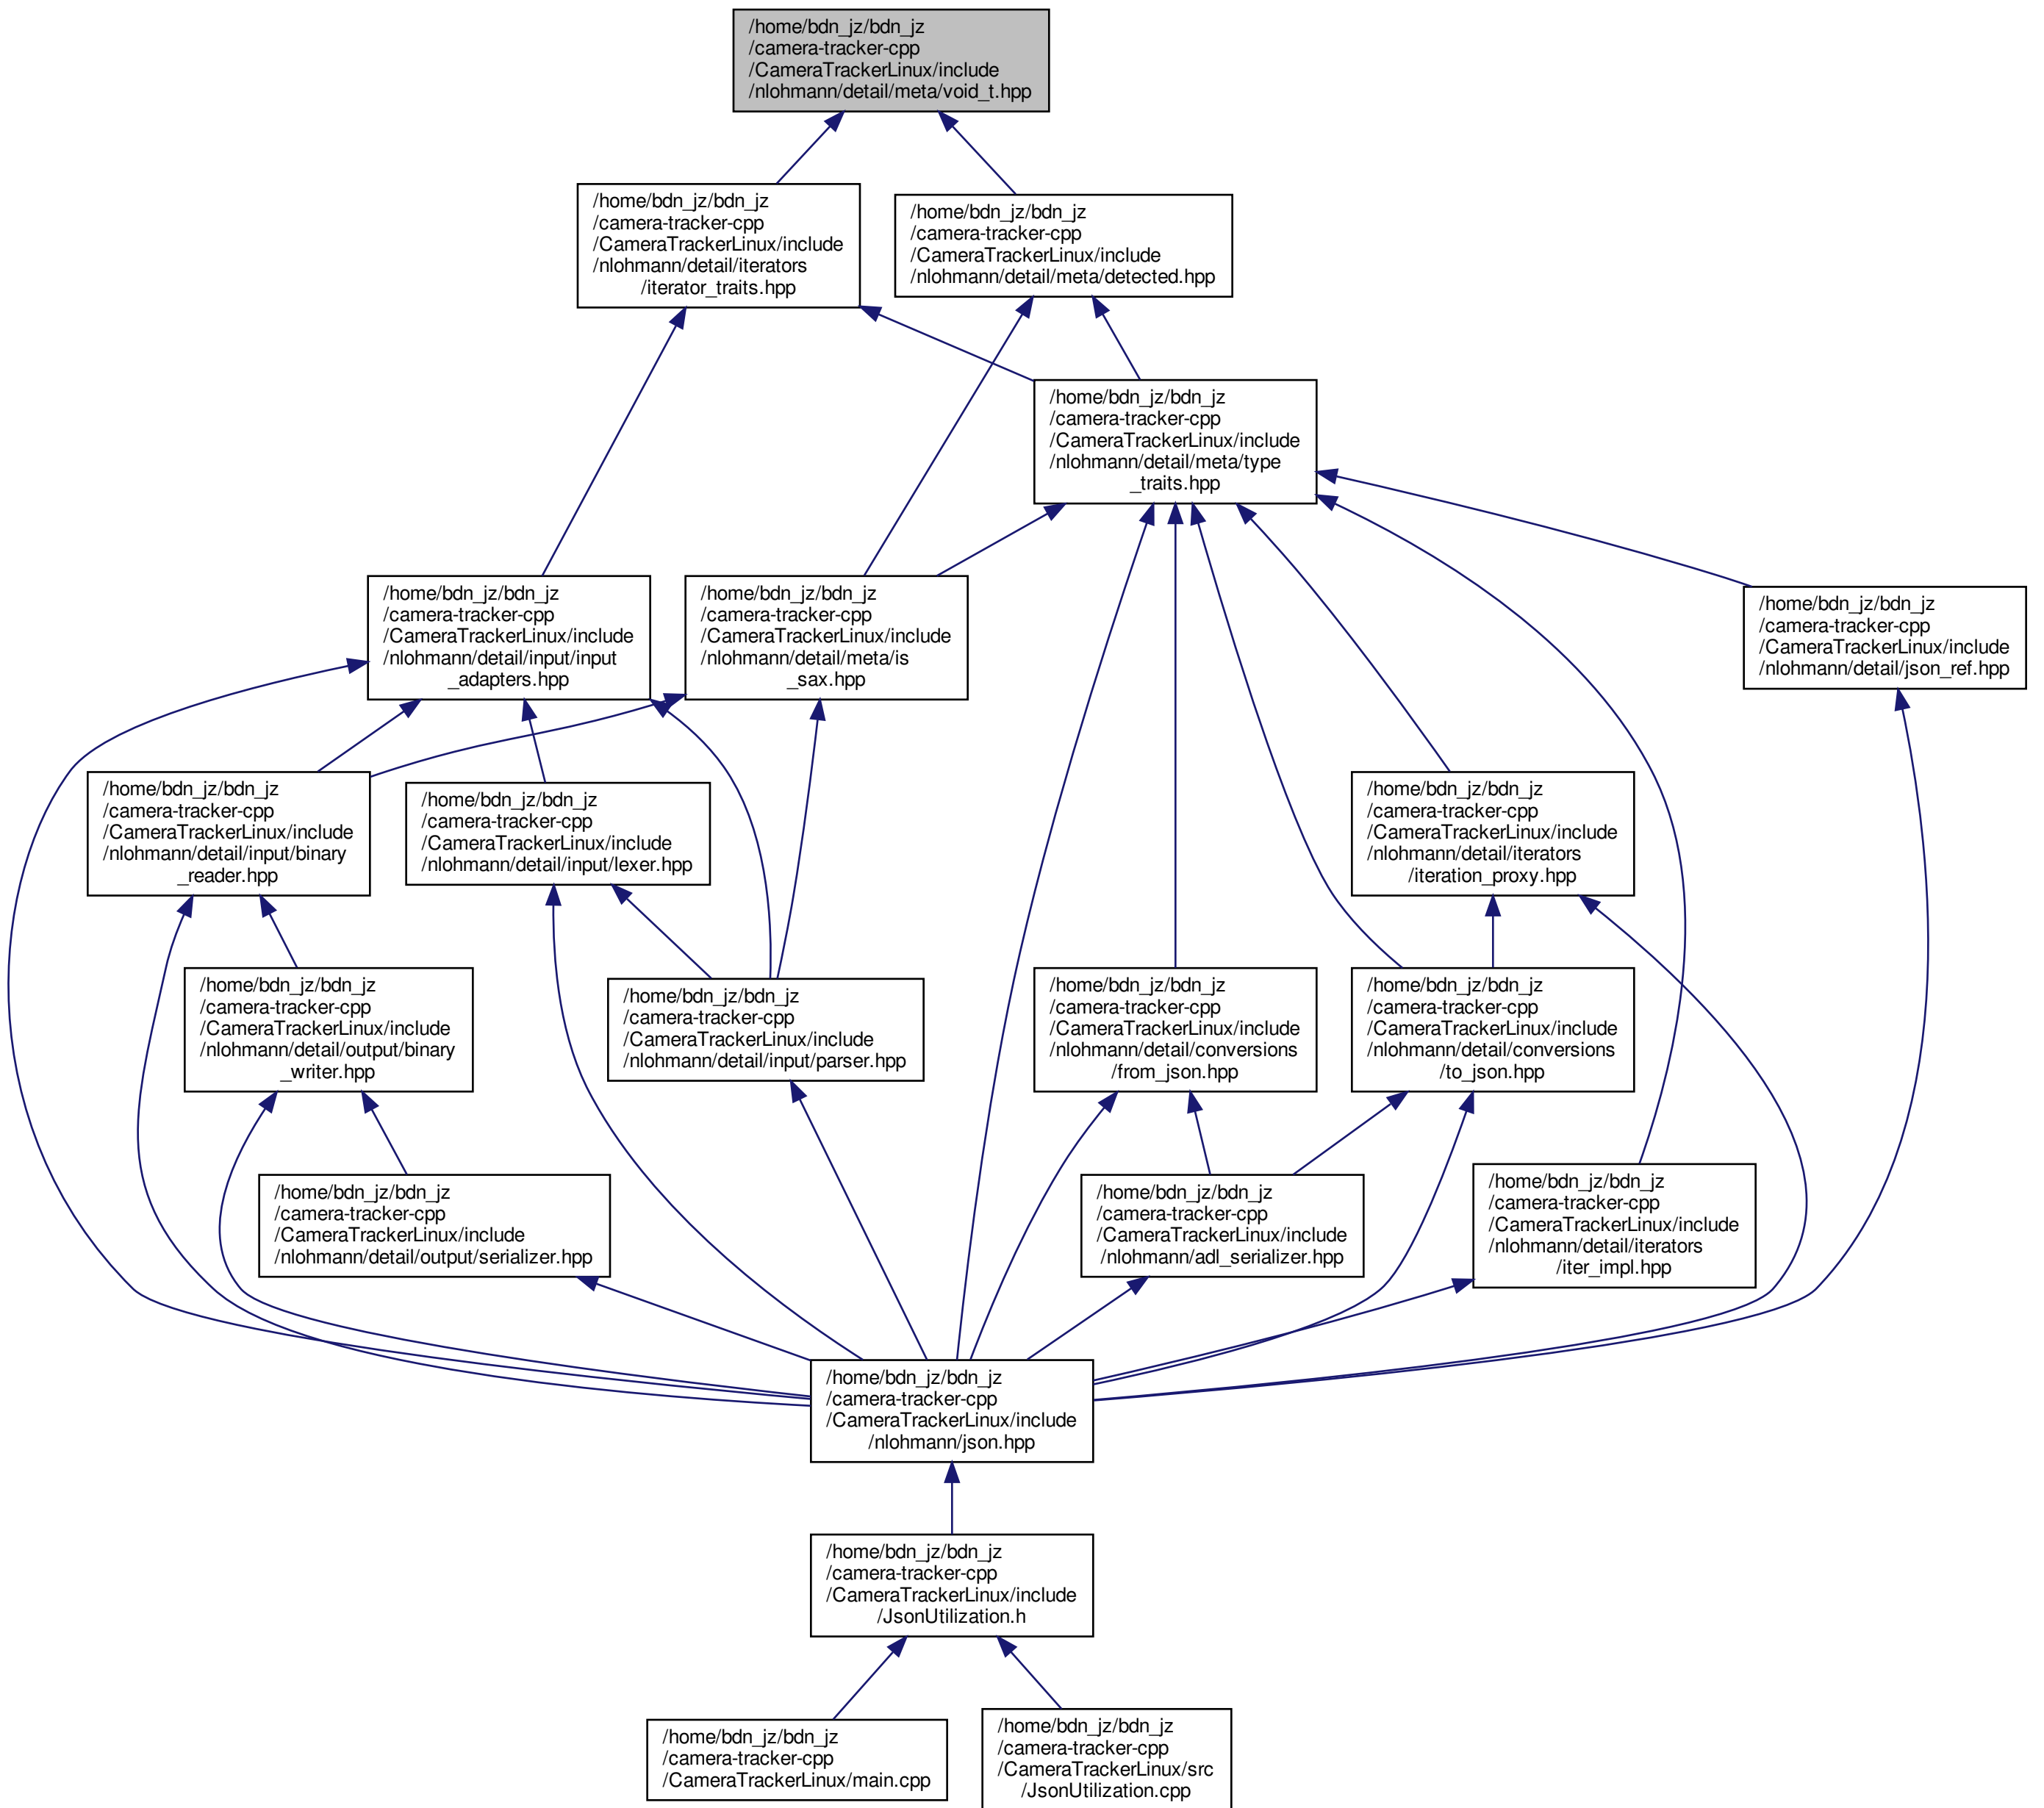 /home/bdn_jz/bdn_jz
/camera-tracker-cpp
/CameraTrackerLinux/include
/nlohmann/detail/meta/void_t.hpp
/home/bdn_jz/bdn_jz
/camera-tracker-cpp
/CameraTrackerLinux/include
/nlohmann/detail/iterators
/iterator_traits.hpp
/home/bdn_jz/bdn_jz
/camera-tracker-cpp
/CameraTrackerLinux/include
/nlohmann/detail/meta/detected.hpp
/home/bdn_jz/bdn_jz
/camera-tracker-cpp
/CameraTrackerLinux/include
/nlohmann/detail/meta/type
_traits.hpp
/home/bdn_jz/bdn_jz
/camera-tracker-cpp
/CameraTrackerLinux/include
/nlohmann/detail/input/input
_adapters.hpp
/home/bdn_jz/bdn_jz
/camera-tracker-cpp
/CameraTrackerLinux/include
/nlohmann/detail/meta/is
_sax.hpp
/home/bdn_jz/bdn_jz
/camera-tracker-cpp
/CameraTrackerLinux/include
/nlohmann/detail/json_ref.hpp
/home/bdn_jz/bdn_jz
/camera-tracker-cpp
/CameraTrackerLinux/include
/nlohmann/detail/input/binary
_reader.hpp
/home/bdn_jz/bdn_jz
/camera-tracker-cpp
/CameraTrackerLinux/include
/nlohmann/detail/input/lexer.hpp
/home/bdn_jz/bdn_jz
/camera-tracker-cpp
/CameraTrackerLinux/include
/nlohmann/detail/iterators
/iteration_proxy.hpp
/home/bdn_jz/bdn_jz
/camera-tracker-cpp
/CameraTrackerLinux/include
/nlohmann/detail/output/binary
_writer.hpp
/home/bdn_jz/bdn_jz
/camera-tracker-cpp
/CameraTrackerLinux/include
/nlohmann/detail/input/parser.hpp
/home/bdn_jz/bdn_jz
/camera-tracker-cpp
/CameraTrackerLinux/include
/nlohmann/detail/conversions
/from_json.hpp
/home/bdn_jz/bdn_jz
/camera-tracker-cpp
/CameraTrackerLinux/include
/nlohmann/detail/conversions
/to_json.hpp
/home/bdn_jz/bdn_jz
/camera-tracker-cpp
/CameraTrackerLinux/include
/nlohmann/detail/output/serializer.hpp
/home/bdn_jz/bdn_jz
/camera-tracker-cpp
/CameraTrackerLinux/include
/nlohmann/adl_serializer.hpp
/home/bdn_jz/bdn_jz
/camera-tracker-cpp
/CameraTrackerLinux/include
/nlohmann/detail/iterators
/iter_impl.hpp
/home/bdn_jz/bdn_jz
/camera-tracker-cpp
/CameraTrackerLinux/include
/nlohmann/json.hpp
/home/bdn_jz/bdn_jz
/camera-tracker-cpp
/CameraTrackerLinux/include
/JsonUtilization.h
/home/bdn_jz/bdn_jz
/camera-tracker-cpp
/CameraTrackerLinux/main.cpp
/home/bdn_jz/bdn_jz
/camera-tracker-cpp
/CameraTrackerLinux/src
/JsonUtilization.cpp